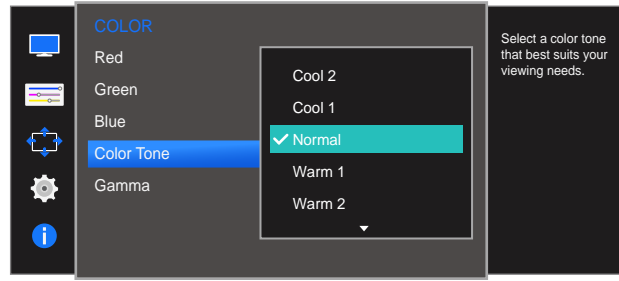 COLOR
Red
Green
Blue
Color Tone
Gamma
Cool 2
Cool 1
Normal
Warm 1
Warm 2
Select a color tone
that best suits your
viewing needs.